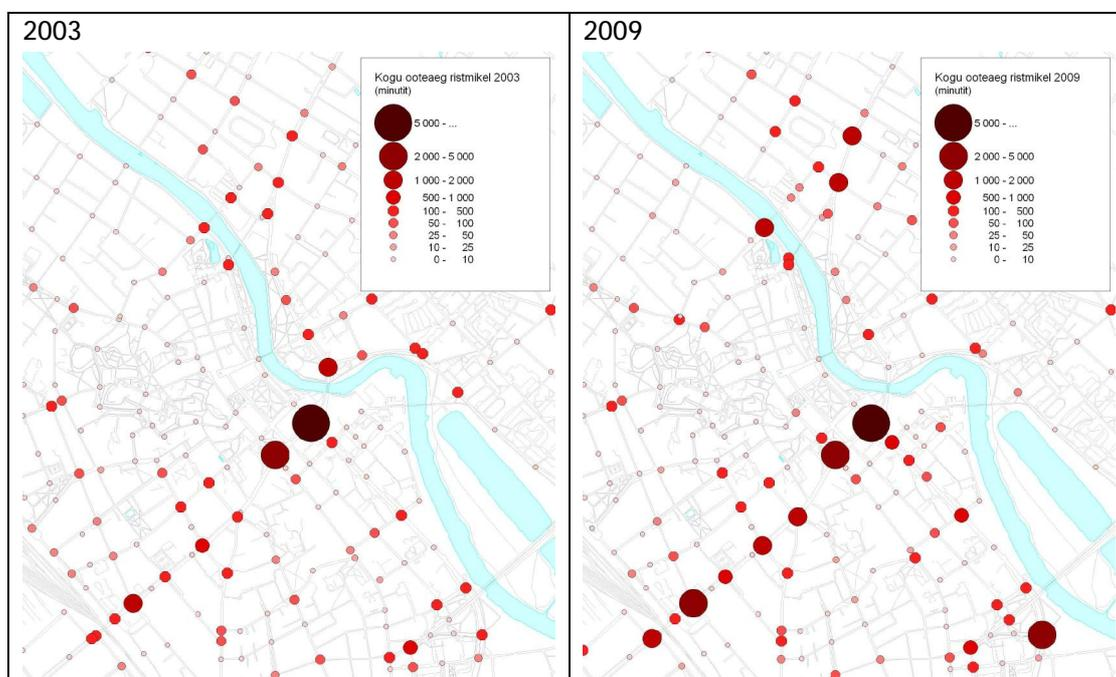 2003
Kogu ooteaeg ristmikel 2003
(minutit)
5 000 - ...
2 000 - 5 000
1 000 - 2 000
500 - 1 000
100 - 500
50 - 100
25 - 50
10 - 25
0 - 10
2009
Kogu ooteaeg ristmikel 2009
(minutit)
5 000 - ...
2 000 - 5 000
1 000 - 2 000
500 - 1 000
100 - 500
50 - 100
25 - 50
10 - 25
0 - 10